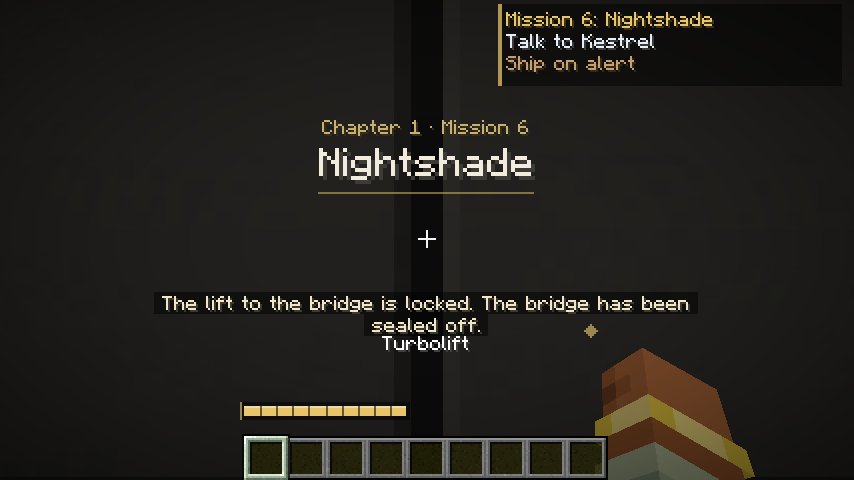 Mission 6: Nightshade
Talk to Kestrel
Ship on alert
Chapter 1 · Mission 6
Nightshade
The lift to the bridge is locked. The bridge has been
sealed off.
Turbolift